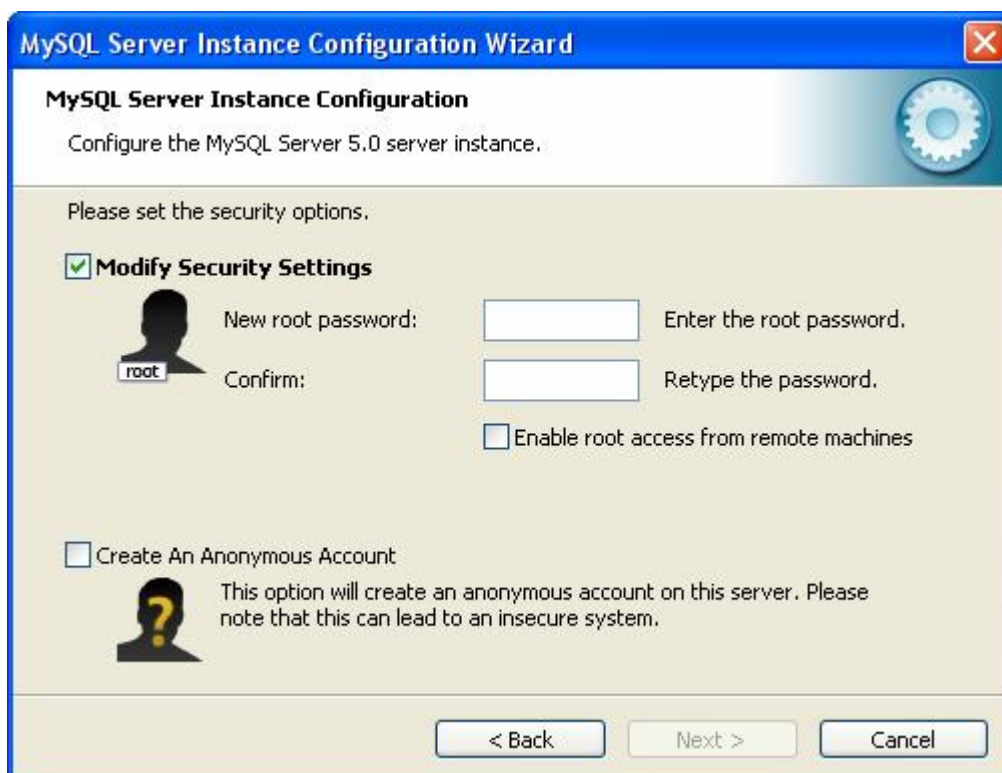 MySQL Server Instance Configuration Wizard
MySQL Server Instance Configuration
Configure the MySQL Server 5.0 server instance.
Please set the security options.
Modify Security Settings
root
New root password:
Enter the root password.
Confirm:
Retype the password.
Enable root access from remote machines
Create An Anonymous Account
?
This option will create an anonymous account on this server. Please
note that this can lead to an insecure system.
< Back
Next >
Cancel